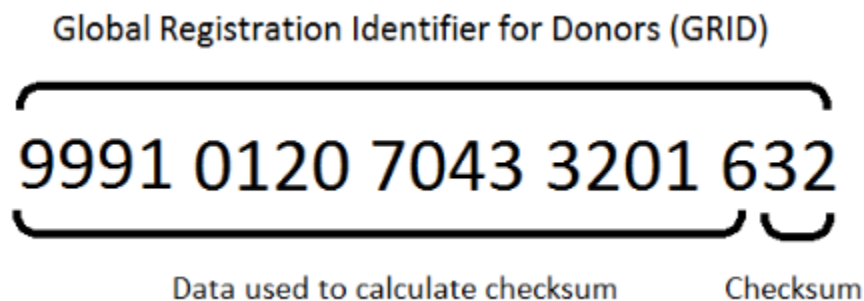 Global Registration Identifier for Donors (GRID)
9991 0120 7043 3201 632
Data used to calculate checksum Checksum